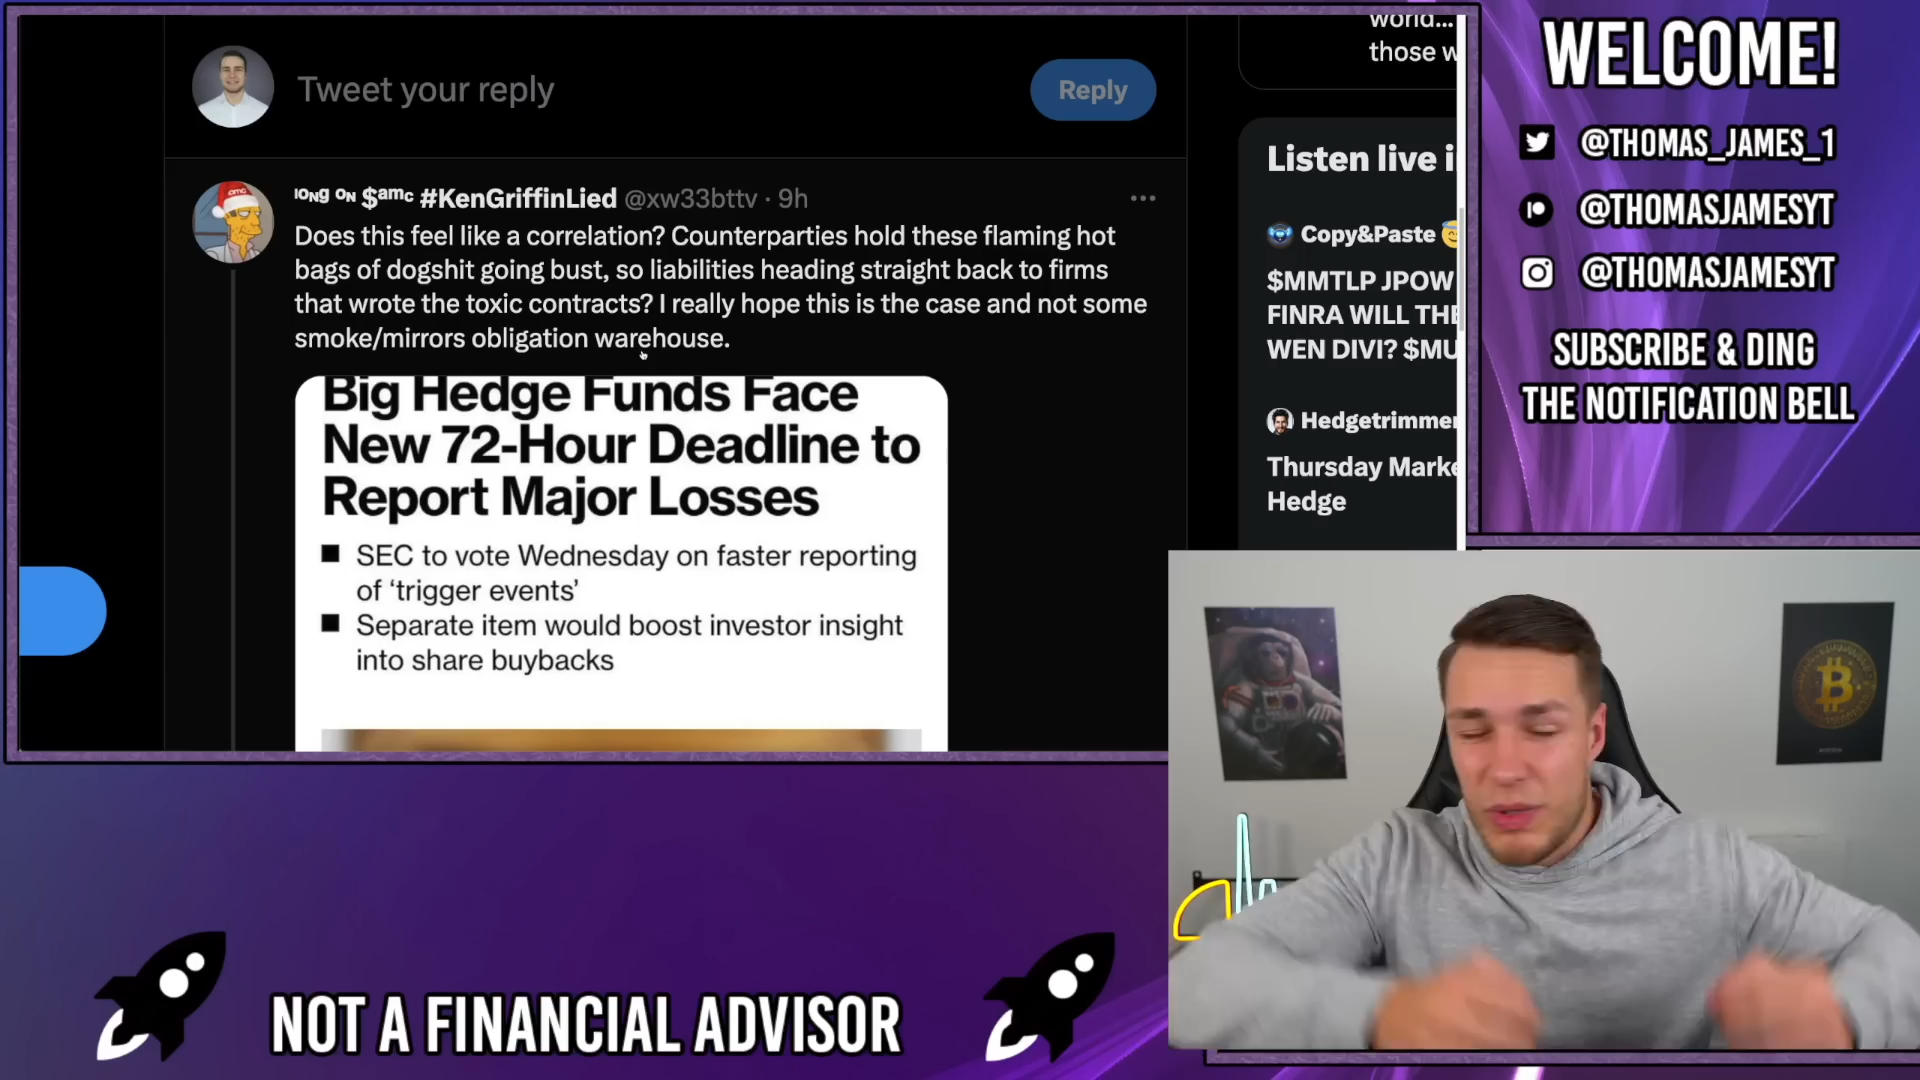 Tweet your reply
Reply
ˡᴼᴺᵍ ᴼᴺ $ᵃᵐᶜ #KenGriffinLied @xw33bttv · 9h
Does this feel like a correlation? Counterparties hold these flaming hot
bags of dogshit going bust, so liabilities heading straight back to firms
that wrote the toxic contracts? I really hope this is the case and not some
smoke/mirrors obligation warehouse.
Big Hedge Funds Face
New 72-Hour Deadline to
Report Major Losses
■ SEC to vote Wednesday on faster reporting
of ‘trigger events’
■ Separate item would boost investor insight
into share buybacks
world...
those w
Listen live i
Copy&Paste
$MMTLP JPOW
FINRA WILL THE
WEN DIVI? $MU
Hedgetrimmer
Thursday Marke
Hedge
WELCOME!
@THOMAS_JAMES_1
@THOMASJAMESYT
@THOMASJAMESYT
SUBSCRIBE & DING
THE NOTIFICATION BELL
NOT A FINANCIAL ADVISOR